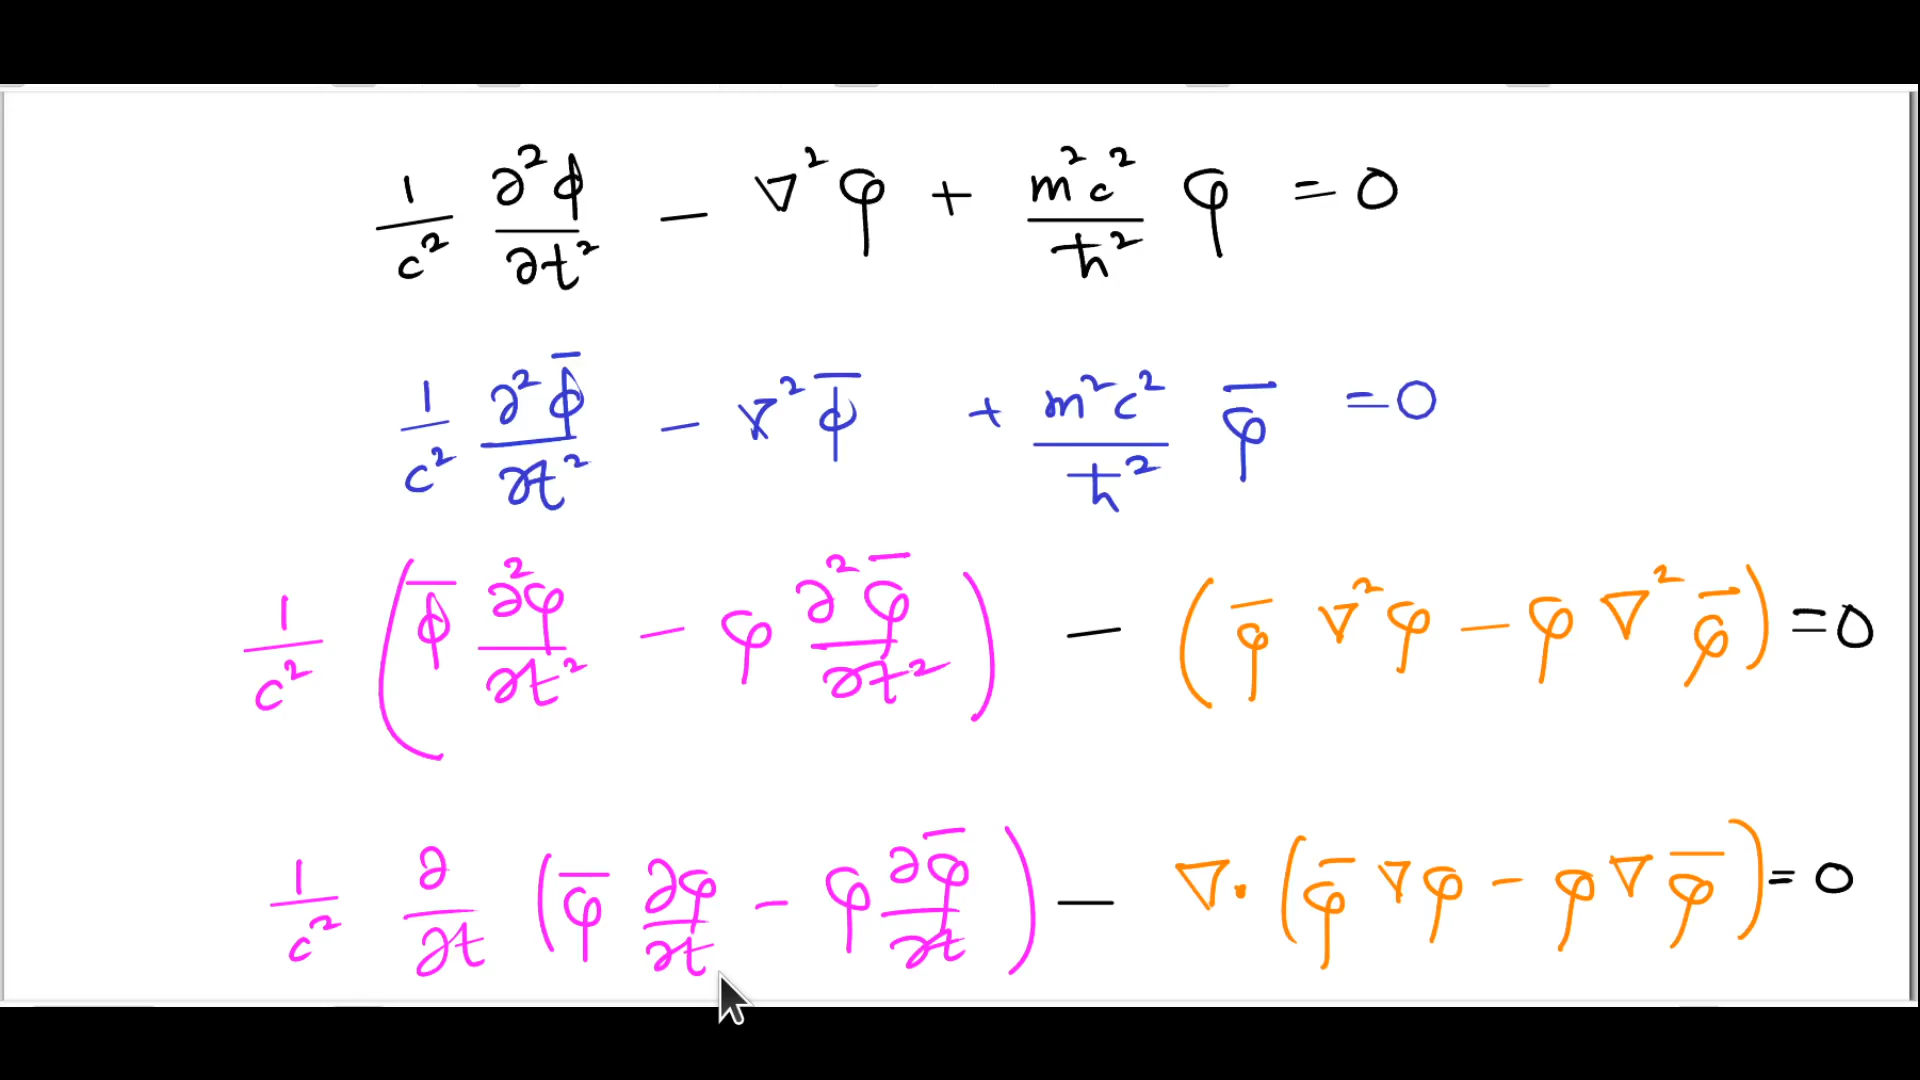 1/c² ∂²φ/∂t² − ∇²φ + m²c²/ħ² φ = 0
1/c² ∂²φ̅/∂t² − ∇²φ̅ + m²c²/ħ² φ̅ = 0
1/c² (φ̅ ∂²φ/∂t² − φ ∂²φ̅/∂t²) − (φ̅ ∇²φ − φ ∇²φ̅) = 0
1/c² ∂/∂t (φ̅ ∂φ/∂t − φ ∂φ̅/∂t) − ∇·(φ̅ ∇φ − φ ∇φ̅) = 0